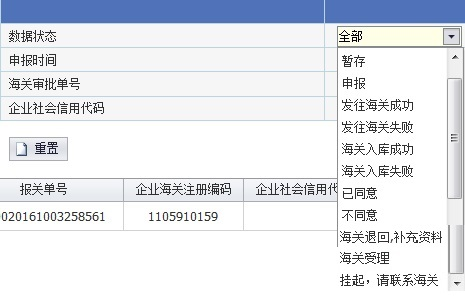 数据状态
全部
申报时间
海关审批单号
企业社会信用代码
暂存
申报
发往海关成功
发往海关失败
海关入库成功
海关入库失败
已同意
不同意
海关退回,补充资料
海关受理
挂起，请联系海关
重置
报关单号 企业海关注册编码 企业社会信用代
020161003258561 1105910159